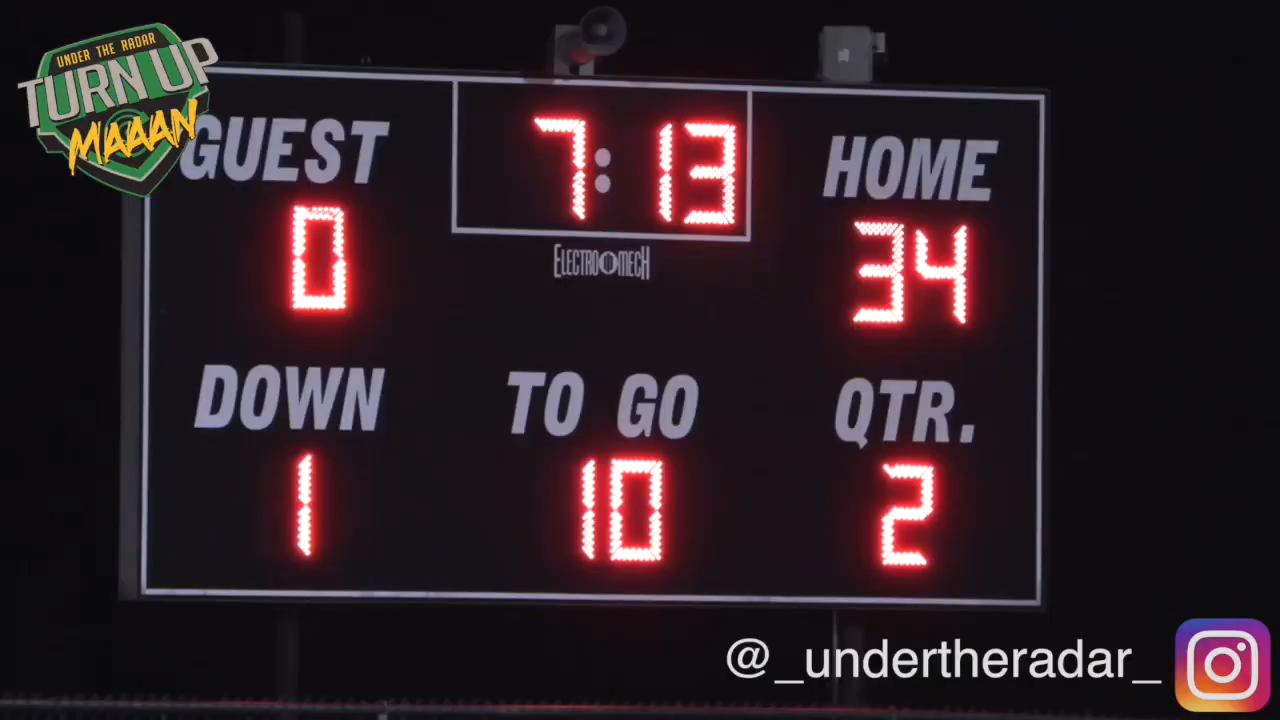 UNDER THE RADAR
TURN UP
MAAAN
GUEST
7:13
HOME
0
ELECTRO-MECH
34
DOWN
TO GO
QTR.
1
10
2
@_undertheradar_